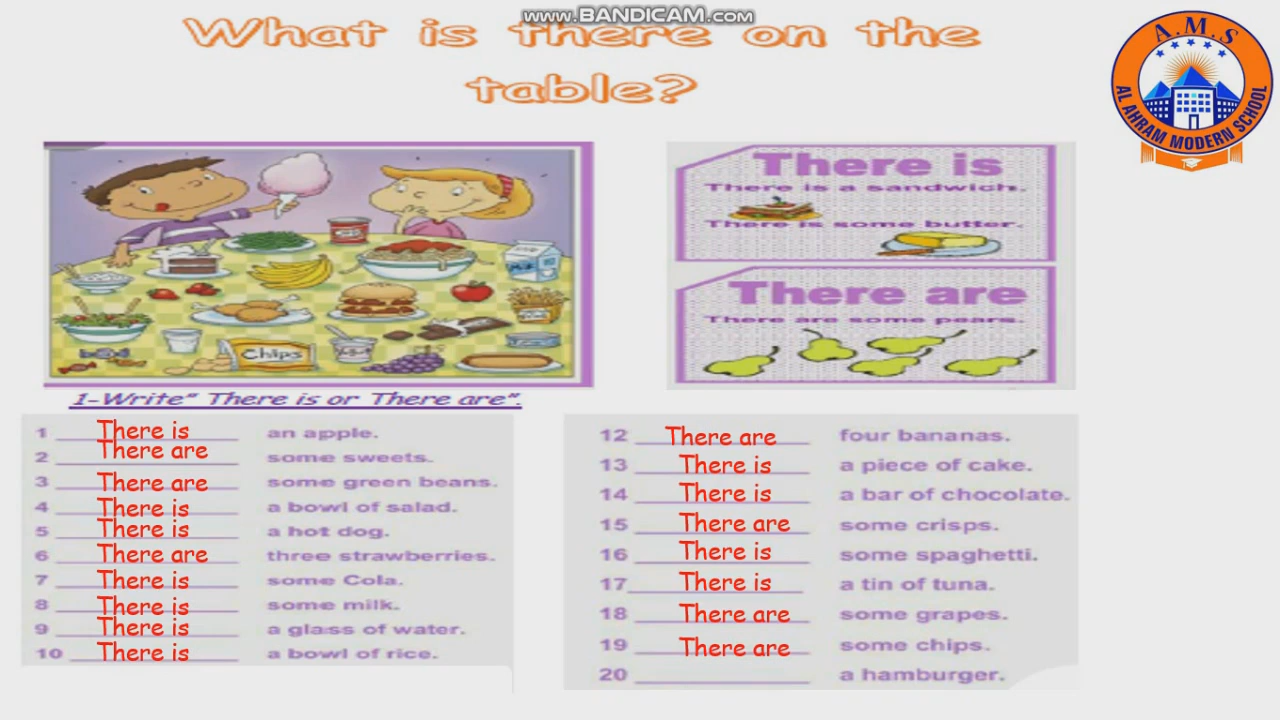 www.BANDICAM.com
What is there on the
table?
A.M.S
AL AHRAM MODERN SCHOOL
Chips
Milk
There is
There is a sandwich.
There is some butter.
There are
There are some pears.
1-Write" There is or There are".
1 There is an apple.
2 There are some sweets.
3 There are some green beans.
4 There is a bowl of salad.
5 There is a hot dog.
6 There are three strawberries.
7 There is some Cola.
8 There is some milk.
9 There is a glass of water.
10 There is a bowl of rice.
12 There are four bananas.
13 There is a piece of cake.
14 There is a bar of chocolate.
15 There are some crisps.
16 There is some spaghetti.
17 There is a tin of tuna.
18 There are some grapes.
19 There are some chips.
20 a hamburger.